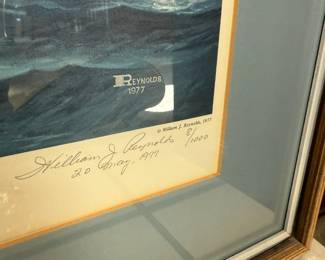 REYNOLDS
1977
© William J. Reynolds, 1977
William J. Reynolds 8/1000
20 May, 1977